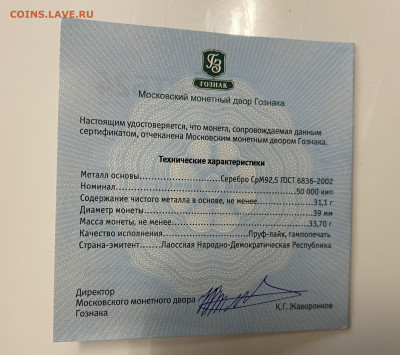 COINS.LAVE.RU
ГЗ
ГОЗНАК
Московский монетный двор Гознака
Настоящим удостоверяется, что монета, сопровождаемая данным
сертификатом, отчеканена Московским монетным двором Гознака.
Технические характеристики
Металл основы Серебро СрМ92,5 ГОСТ 6836-2002
Номинал 50 000 кип
Содержание чистого металла в основе, не менее 31,1 г
Диаметр монеты 39 мм
Масса монеты, не менее 33,70 г
Качество исполнения Пруф-лайк, тампопечать
Страна-эмитент Лаосская Народно-Демократическая Республика
Директор
Московского монетного двора
Гознака К.Г. Жаворонков